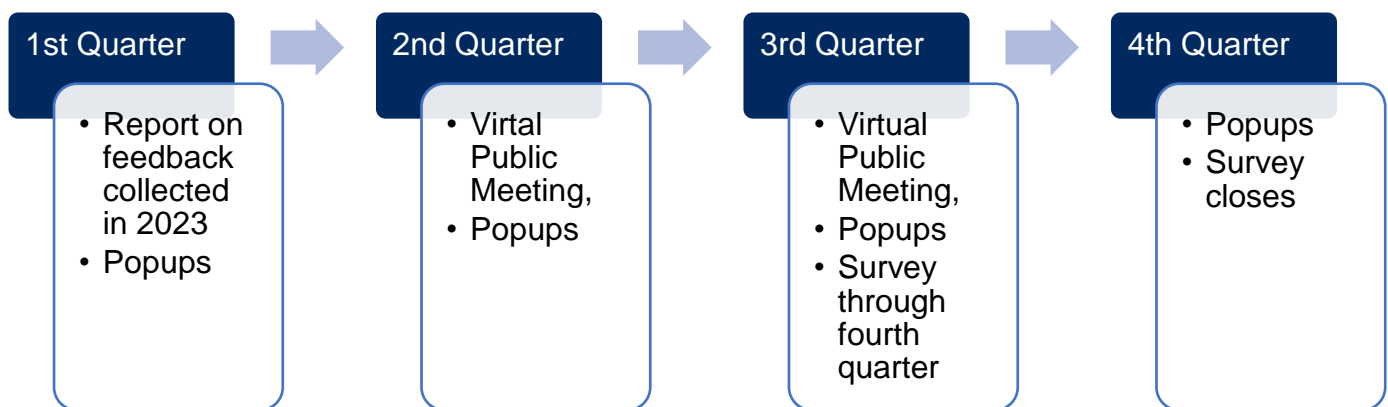 1st Quarter
• Report on
feedback
collected
in 2023
• Popups
2nd Quarter
• Virtal
Public
Meeting,
• Popups
3rd Quarter
• Virtual
Public
Meeting,
• Popups
• Survey
through
fourth
quarter
4th Quarter
• Popups
• Survey
closes